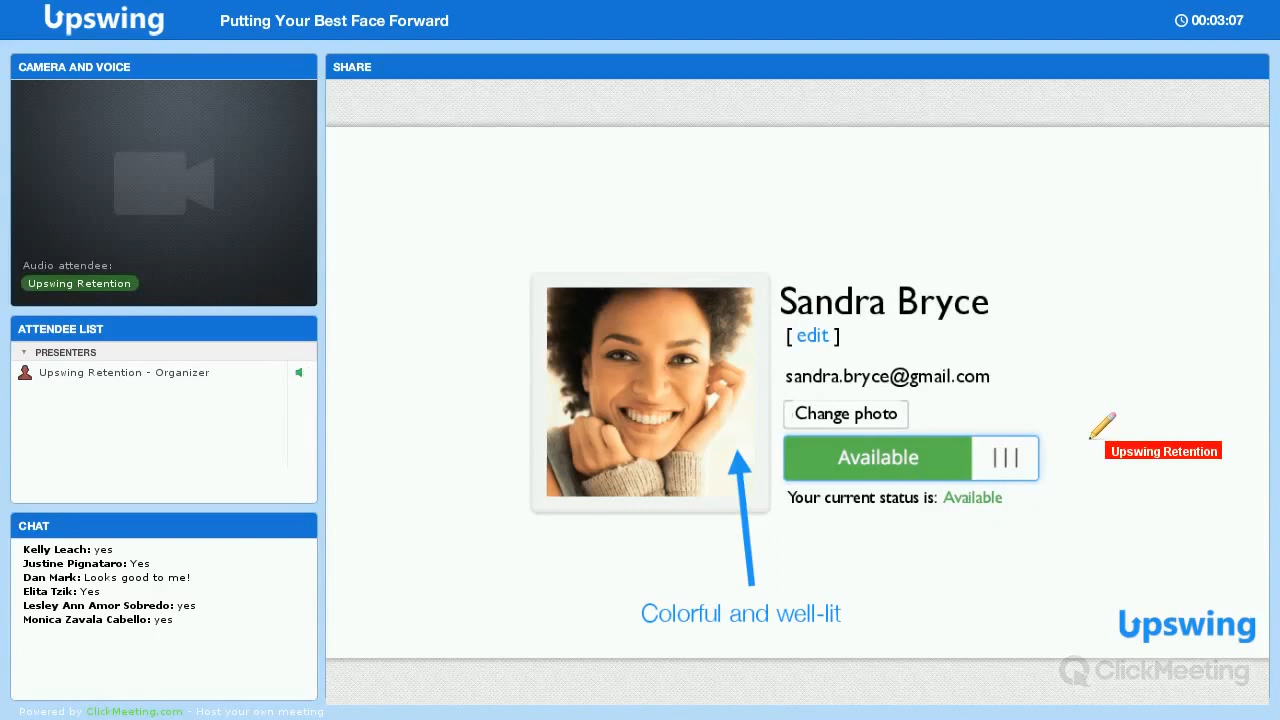 Upswing
Putting Your Best Face Forward
00:03:07
CAMERA AND VOICE
Audio attendee:
Upswing Retention
ATTENDEE LIST
PRESENTERS
Upswing Retention - Organizer
CHAT
Kelly Leach: yes
Justine Pignataro: Yes
Dan Mark: Looks good to me!
Elita Tzik: Yes
Lesley Ann Amor Sobredo: yes
Monica Zavala Cabello: yes
Powered by ClickMeeting.com - Host your own meeting
SHARE
Sandra Bryce
[ edit ]
sandra.bryce@gmail.com
Change photo
Available
Your current status is: Available
Upswing Retention
Colorful and well-lit
Upswing
ClickMeeting